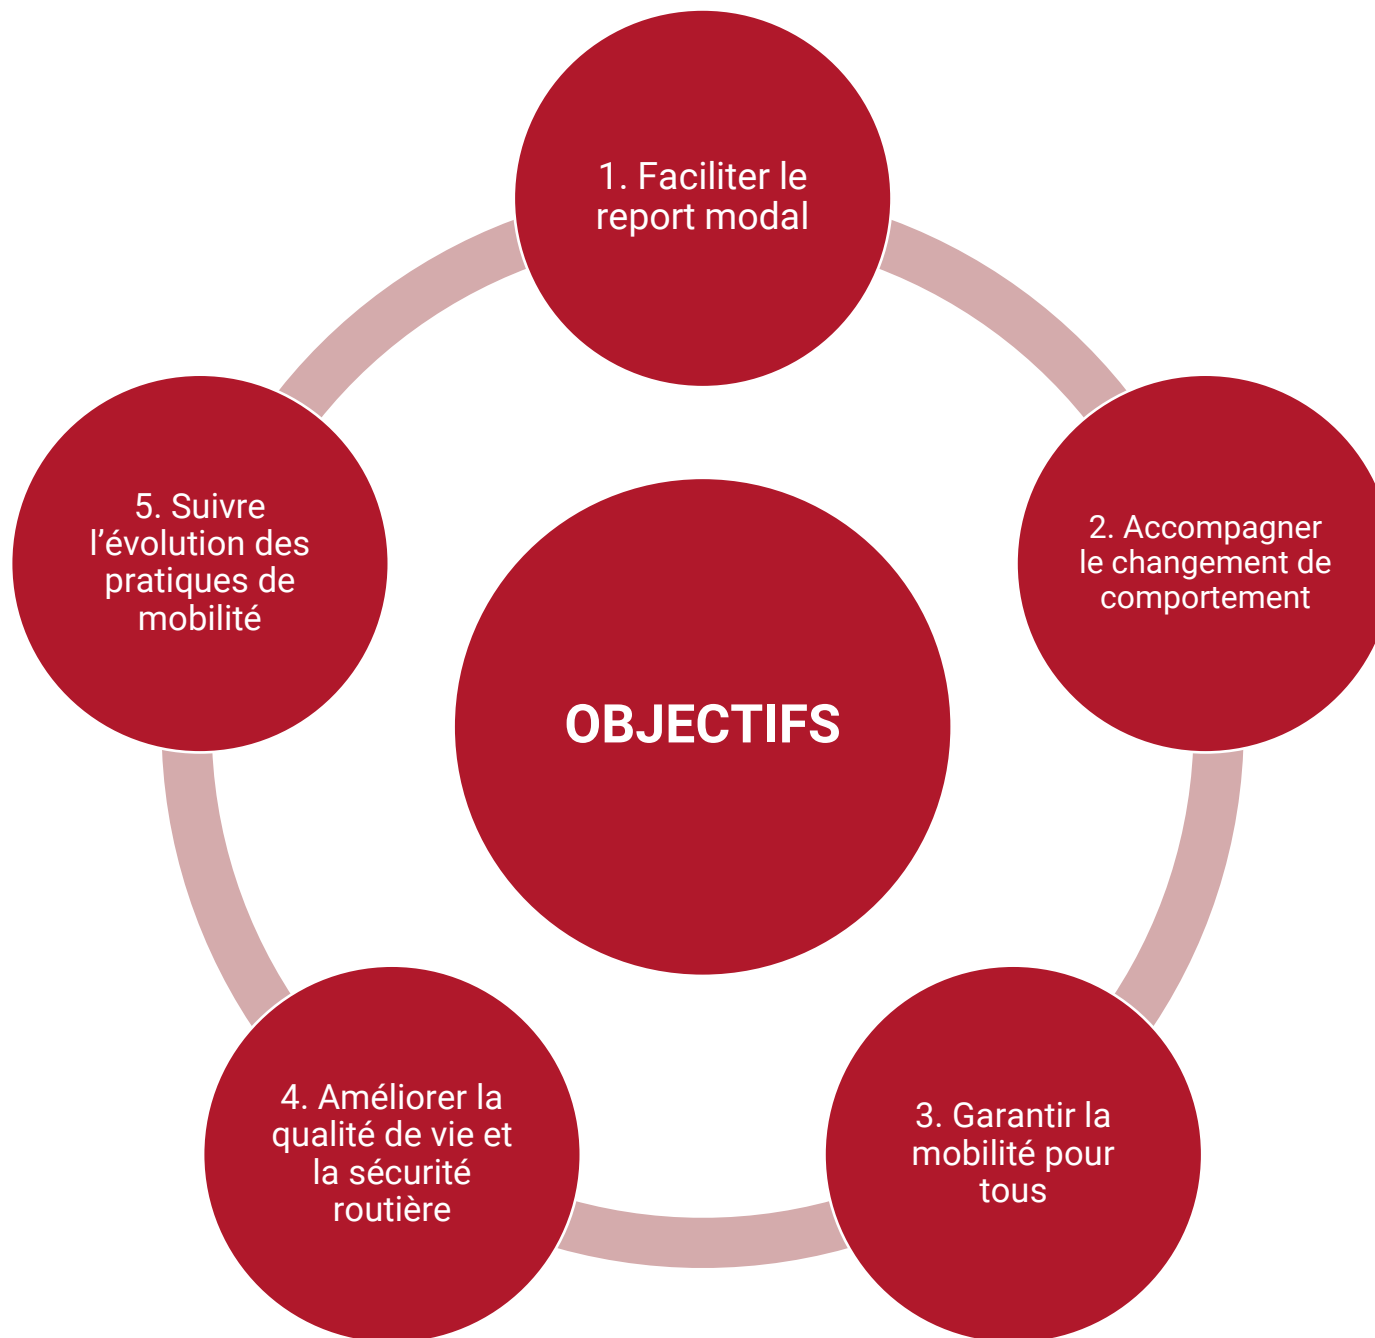 1. Faciliter le
report modal
2. Accompagner
le changement de
comportement
3. Garantir la
mobilité pour
tous
4. Améliorer la
qualité de vie et
la sécurité
routière
5. Suivre
l’évolution des
pratiques de
mobilité
OBJECTIFS